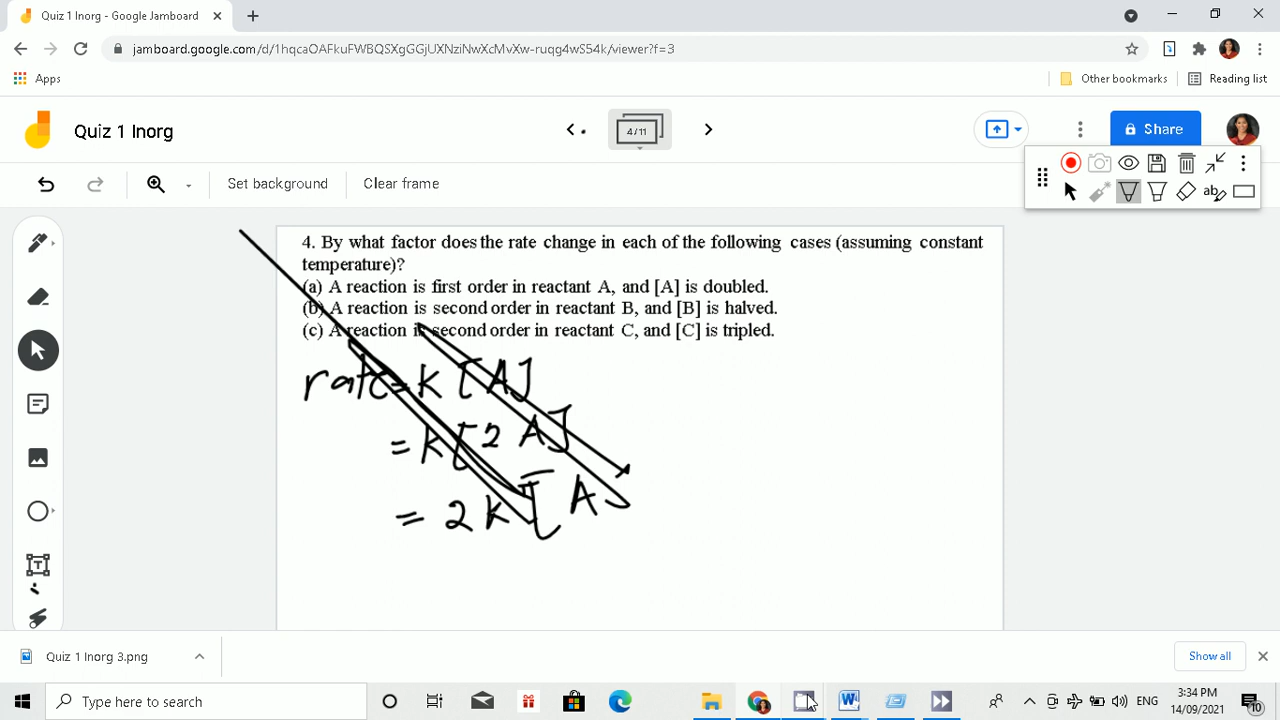 Quiz 1 Inorg - Google Jamboard
jamboard.google.com/d/1hqcaOAFkuFWBQSXgGGjUXNziNwXcMvXw-ruqg4wS54k/viewer?f=3
Apps
Other bookmarks
Reading list
Quiz 1 Inorg
4/11
Share
Set background
Clear frame
ab
4. By what factor does the rate change in each of the following cases (assuming constant
temperature)?
(a) A reaction is first order in reactant A, and [A] is doubled.
(b) A reaction is second order in reactant B, and [B] is halved.
(c) A reaction is second order in reactant C, and [C] is tripled.
rate = K [A]
= K [2 A]
= 2 K [A]
Quiz 1 Inorg 3.png
Show all
Type here to search
ENG
3:34 PM
14/09/2021
10